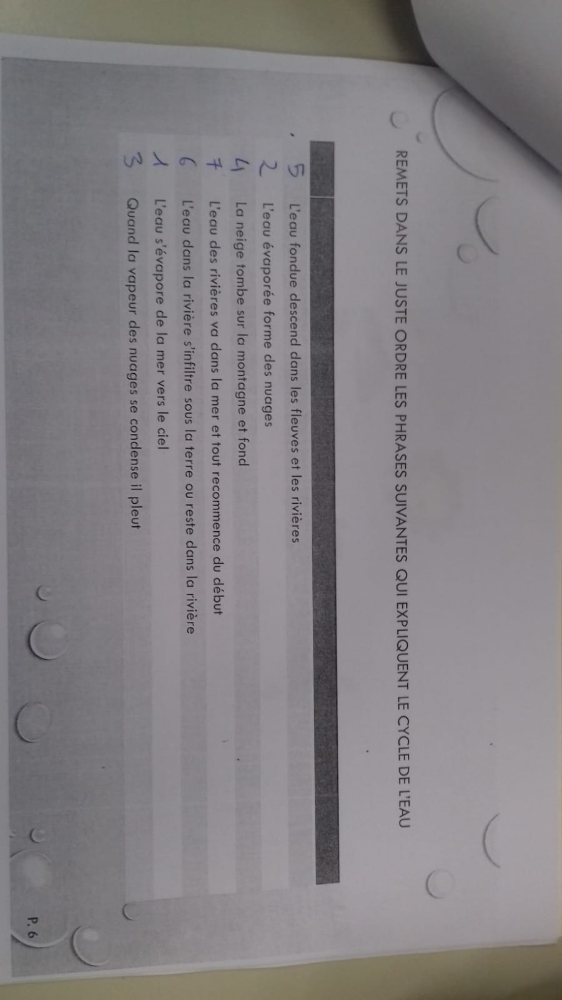 REMETS DANS LE JUSTE ORDRE LES PHRASES SUIVANTES QUI EXPLIQUENT LE CYCLE DE L'EAU
5 L'eau fondue descend dans les fleuves et les rivières
2 L'eau évaporée forme des nuages
4 La neige tombe sur la montagne et fond
7 L'eau des rivières va dans la mer et tout recommence du début
6 L'eau dans la rivière s'infiltre sous la terre ou reste dans la rivière
1 L'eau s'évapore de la mer vers le ciel
3 Quand la vapeur des nuages se condense il pleut
P. 6